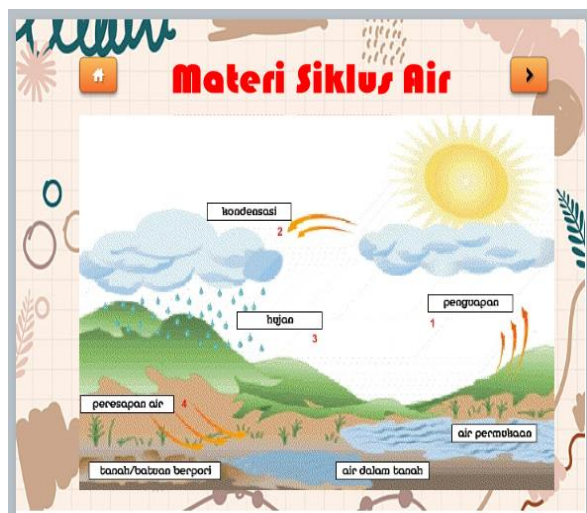 Materi Siklus Air
kondensasi
2
penguapan
1
hujan
3
peresapan air 4
air permukaan
tanah/batuan berpori
air dalam tanah